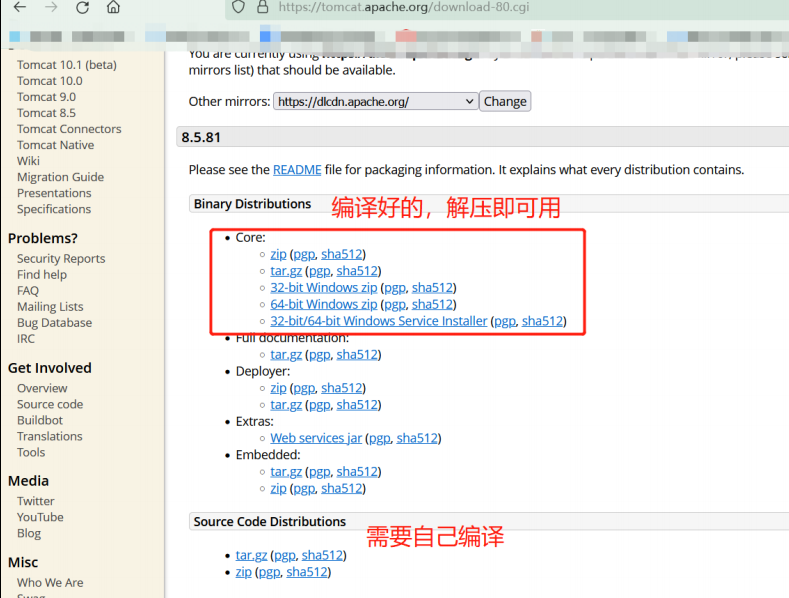 https://tomcat.apache.org/download-80.cgi
Tomcat 10.1 (beta)
Tomcat 10.0
Tomcat 9.0
Tomcat 8.5
Tomcat Connectors
Tomcat Native
Wiki
Migration Guide
Presentations
Specifications
Problems?
Security Reports
Find help
FAQ
Mailing Lists
Bug Database
IRC
Get Involved
Overview
Source code
Buildbot
Translations
Tools
Media
Twitter
YouTube
Blog
Misc
Who We Are
You are currently using
mirrors list) that should be available.
Other mirrors: https://dlcdn.apache.org/ Change
8.5.81
Please see the README file for packaging information. It explains what every distribution contains.
Binary Distributions 编译好的，解压即可用
• Core:
○ zip (pgp, sha512)
○ tar.gz (pgp, sha512)
○ 32-bit Windows zip (pgp, sha512)
○ 64-bit Windows zip (pgp, sha512)
○ 32-bit/64-bit Windows Service Installer (pgp, sha512)
• Full documentation:
○ tar.gz (pgp, sha512)
• Deployer:
○ zip (pgp, sha512)
○ tar.gz (pgp, sha512)
• Extras:
○ Web services jar (pgp, sha512)
• Embedded:
○ tar.gz (pgp, sha512)
○ zip (pgp, sha512)
Source Code Distributions
需要自己编译
• tar.gz (pgp, sha512)
• zip (pgp, sha512)